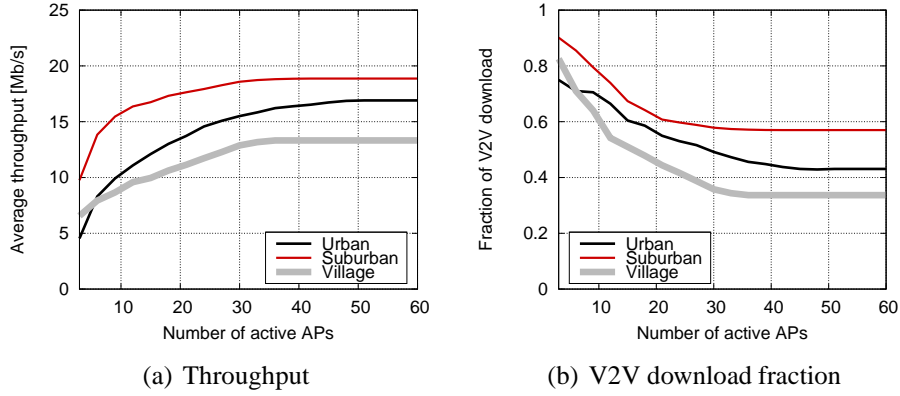 Average throughput [Mb/s]
25
20
15
10
5
0
10 20 30 40 50 60
Number of active APs
Urban
Suburban
Village
(a) Throughput
Fraction of V2V download
1
0.8
0.6
0.4
0.2
0
10 20 30 40 50 60
Number of active APs
Urban
Suburban
Village
(b) V2V download fraction